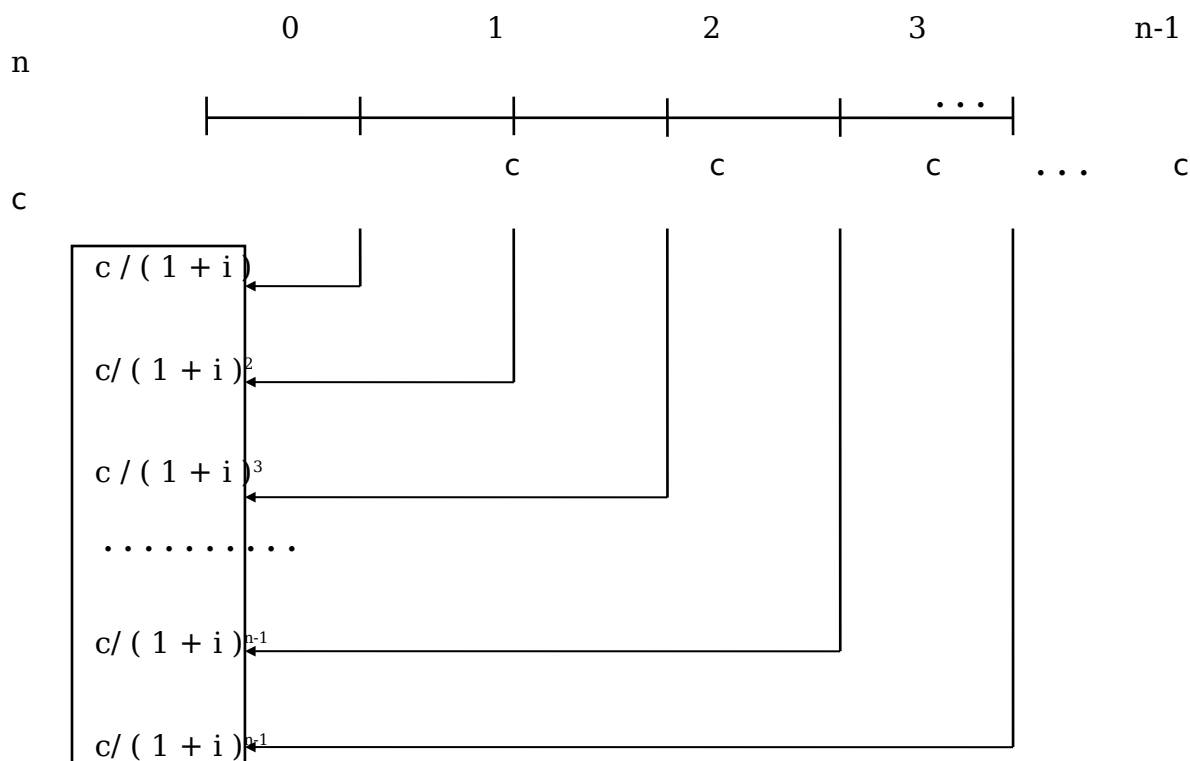 0 1 2 3 n-1
n
. . .
c c c . . . c
c
c / ( 1 + i )
c/ ( 1 + i )²
c / ( 1 + i )³
. . . . . . . . . .
c/ ( 1 + i )ⁿ⁻¹
c/ ( 1 + i )ⁿ⁻¹